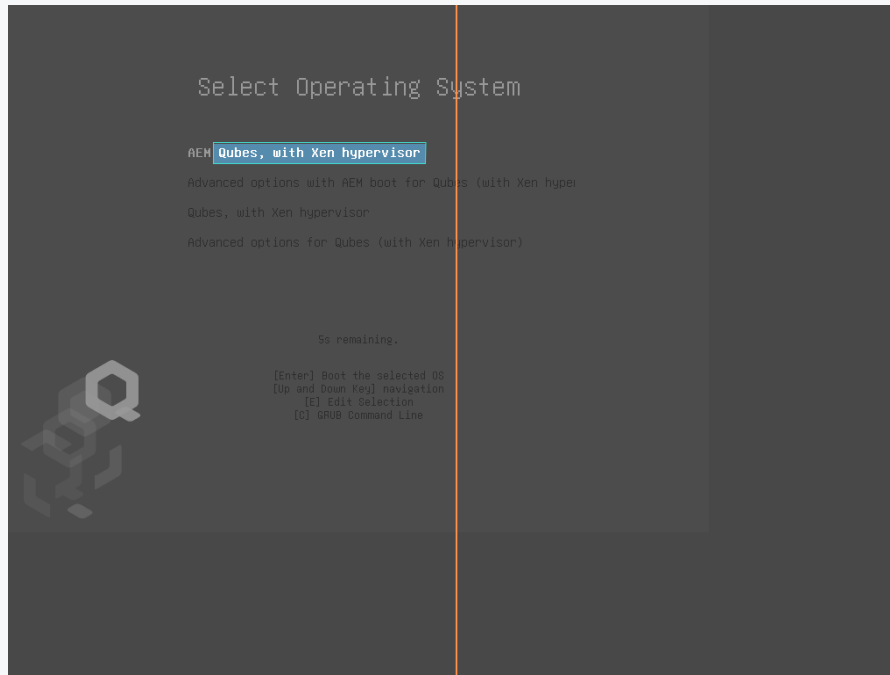 Select Operating System
AEM Qubes, with Xen hypervisor
Advanced options with AEM boot for Qubes (with Xen hyper
Qubes, with Xen hypervisor
Advanced options for Qubes (with Xen hypervisor)
5s remaining.
[Enter] Boot the selected OS
[Up and Down Key] navigation
[E] Edit Selection
[C] GRUB Command Line